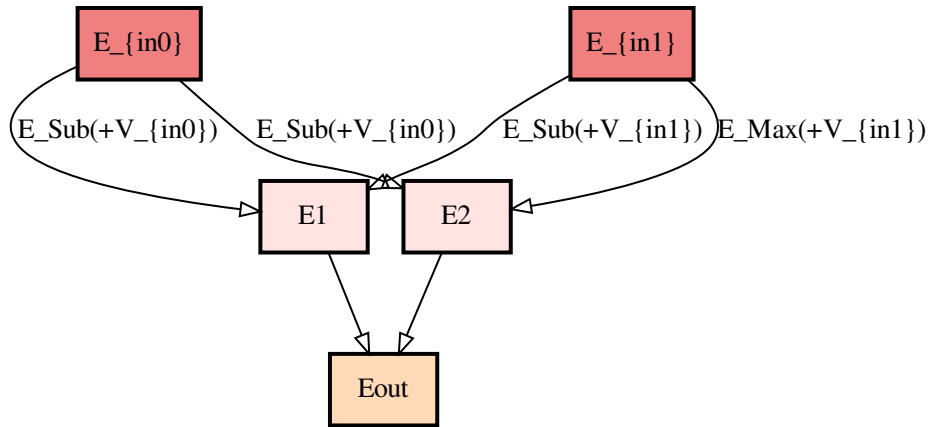 E_{in0}
E_{in1}
E_Sub(+V_{in0})
E_Sub(+V_{in0})
E_Sub(+V_{in1})
E_Max(+V_{in1})
E1
E2
Eout